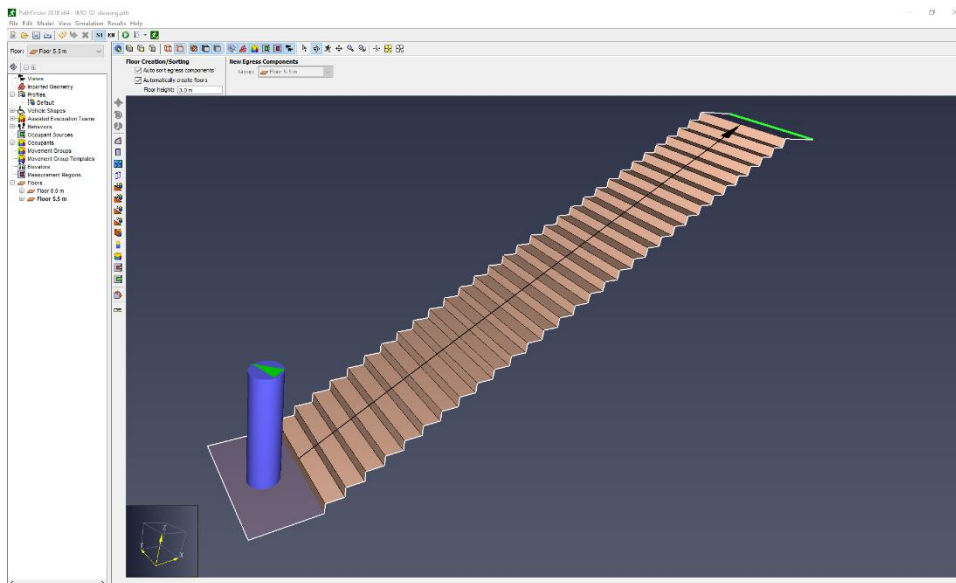 Pathfinder 2018 x64 - IMO_02_steering.pth
File Edit Model View Simulation Results Help
Floor: Floor 5.5 m
Floor Creation/Sorting
Auto sort egress components
Automatically create floors
Floor height: 3.0 m
New Egress Components
Group: Floor 5.5 m
Views
Imported Geometry
Profiles
Default
Vehicle Shapes
Assisted Evacuation Teams
Behaviors
Occupant Sources
Occupants
Movement Groups
Movement Group Templates
Elevators
Measurement Regions
Floors
Floor 0.0 m
Floor 5.5 m